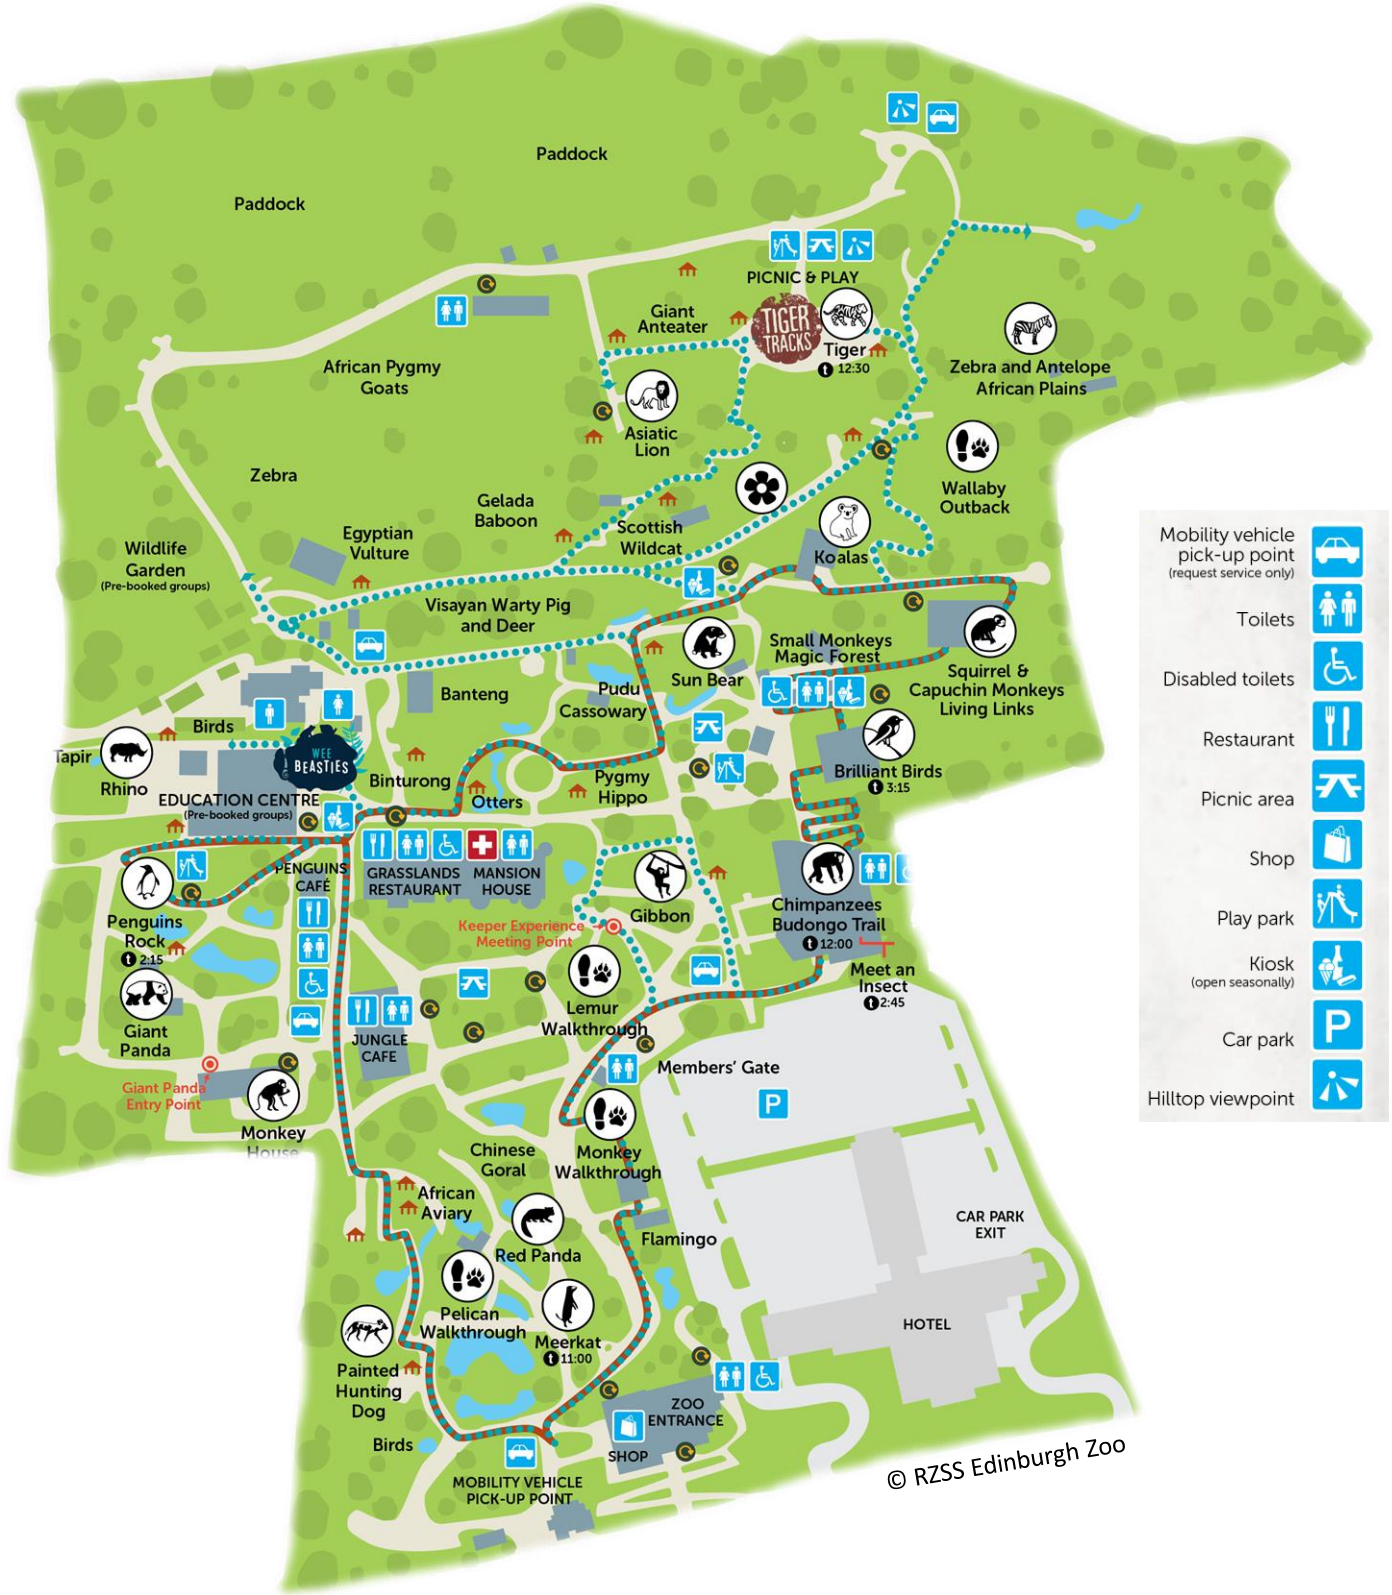 Paddock
Paddock
PICNIC & PLAY
TIGER
TRACKS
Tiger
t 12:30
Giant
Anteater
Zebra and Antelope
African Plains
African Pygmy
Goats
Asiatic
Lion
Wallaby
Outback
Zebra
Gelada
Baboon
Egyptian
Vulture
Scottish
Wildcat
Koalas
Wildlife
Garden
(Pre-booked groups)
Visayan Warty Pig
and Deer
Sun Bear
Small Monkeys
Magic Forest
Squirrel &
Capuchin Monkeys
Living Links
Banteng
Pudu
Cassowary
Birds
Tapir
Rhino
WEE
BEASTIES
Binturong
Otters
Pygmy
Hippo
Brilliant Birds
t 3:15
EDUCATION CENTRE
(Pre-booked groups)
PENGUINS
CAFÉ
GRASSLANDS
RESTAURANT
MANSION
HOUSE
Gibbon
Chimpanzees
Budongo Trail
t 12:00
Meet an
Insect
t 2:45
Penguins
Rock
t 2:15
Keeper Experience
Meeting Point
Lemur
Walkthrough
Giant
Panda
JUNGLE
CAFE
Giant Panda
Entry Point
Monkey
House
Members' Gate
P
Monkey
Walkthrough
Chinese
Goral
African
Aviary
Red Panda
Flamingo
CAR PARK
EXIT
Pelican
Walkthrough
Meerkat
t 11:00
HOTEL
Painted
Hunting
Dog
Birds
ZOO
ENTRANCE
SHOP
MOBILITY VEHICLE
PICK-UP POINT
© RZSS Edinburgh Zoo
Mobility vehicle
pick-up point
(request service only)
Toilets
Disabled toilets
Restaurant
Picnic area
Shop
Play park
Kiosk
(open seasonally)
Car park
P
Hilltop viewpoint